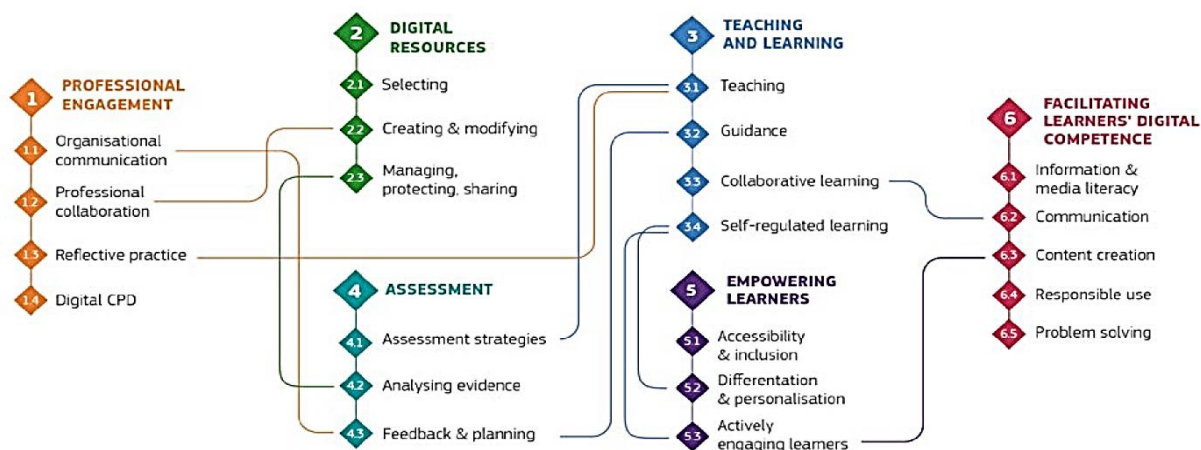 1
PROFESSIONAL
ENGAGEMENT
1.1
Organisational
communication
1.2
Professional
collaboration
1.3
Reflective practice
1.4
Digital CPD
2
DIGITAL
RESOURCES
2.1
Selecting
2.2
Creating & modifying
2.3
Managing,
protecting, sharing
3
TEACHING
AND LEARNING
3.1
Teaching
3.2
Guidance
3.3
Collaborative learning
3.4
Self-regulated learning
4
ASSESSMENT
4.1
Assessment strategies
4.2
Analysing evidence
4.3
Feedback & planning
5
EMPOWERING
LEARNERS
5.1
Accessibility
& inclusion
5.2
Differentation
& personalisation
5.3
Actively
engaging learners
6
FACILITATING
LEARNERS' DIGITAL
COMPETENCE
6.1
Information &
media literacy
6.2
Communication
6.3
Content creation
6.4
Responsible use
6.5
Problem solving